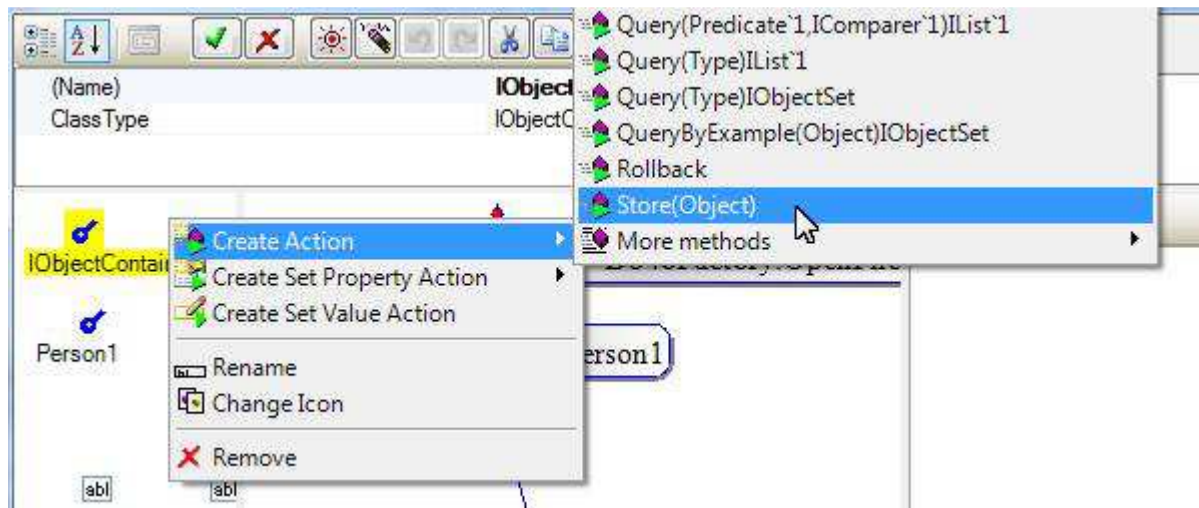 Query(Predicate`1,IComparer`1)IList`1
Query(Type)IList`1
Query(Type)IObjectSet
QueryByExample(Object)IObjectSet
Rollback
Store(Object)
More methods
(Name) IObject
ClassType IObjectC
IObjectContai
Person1
Create Action
Create Set Property Action
Create Set Value Action
Rename
Change Icon
Remove
erson1
abl abl